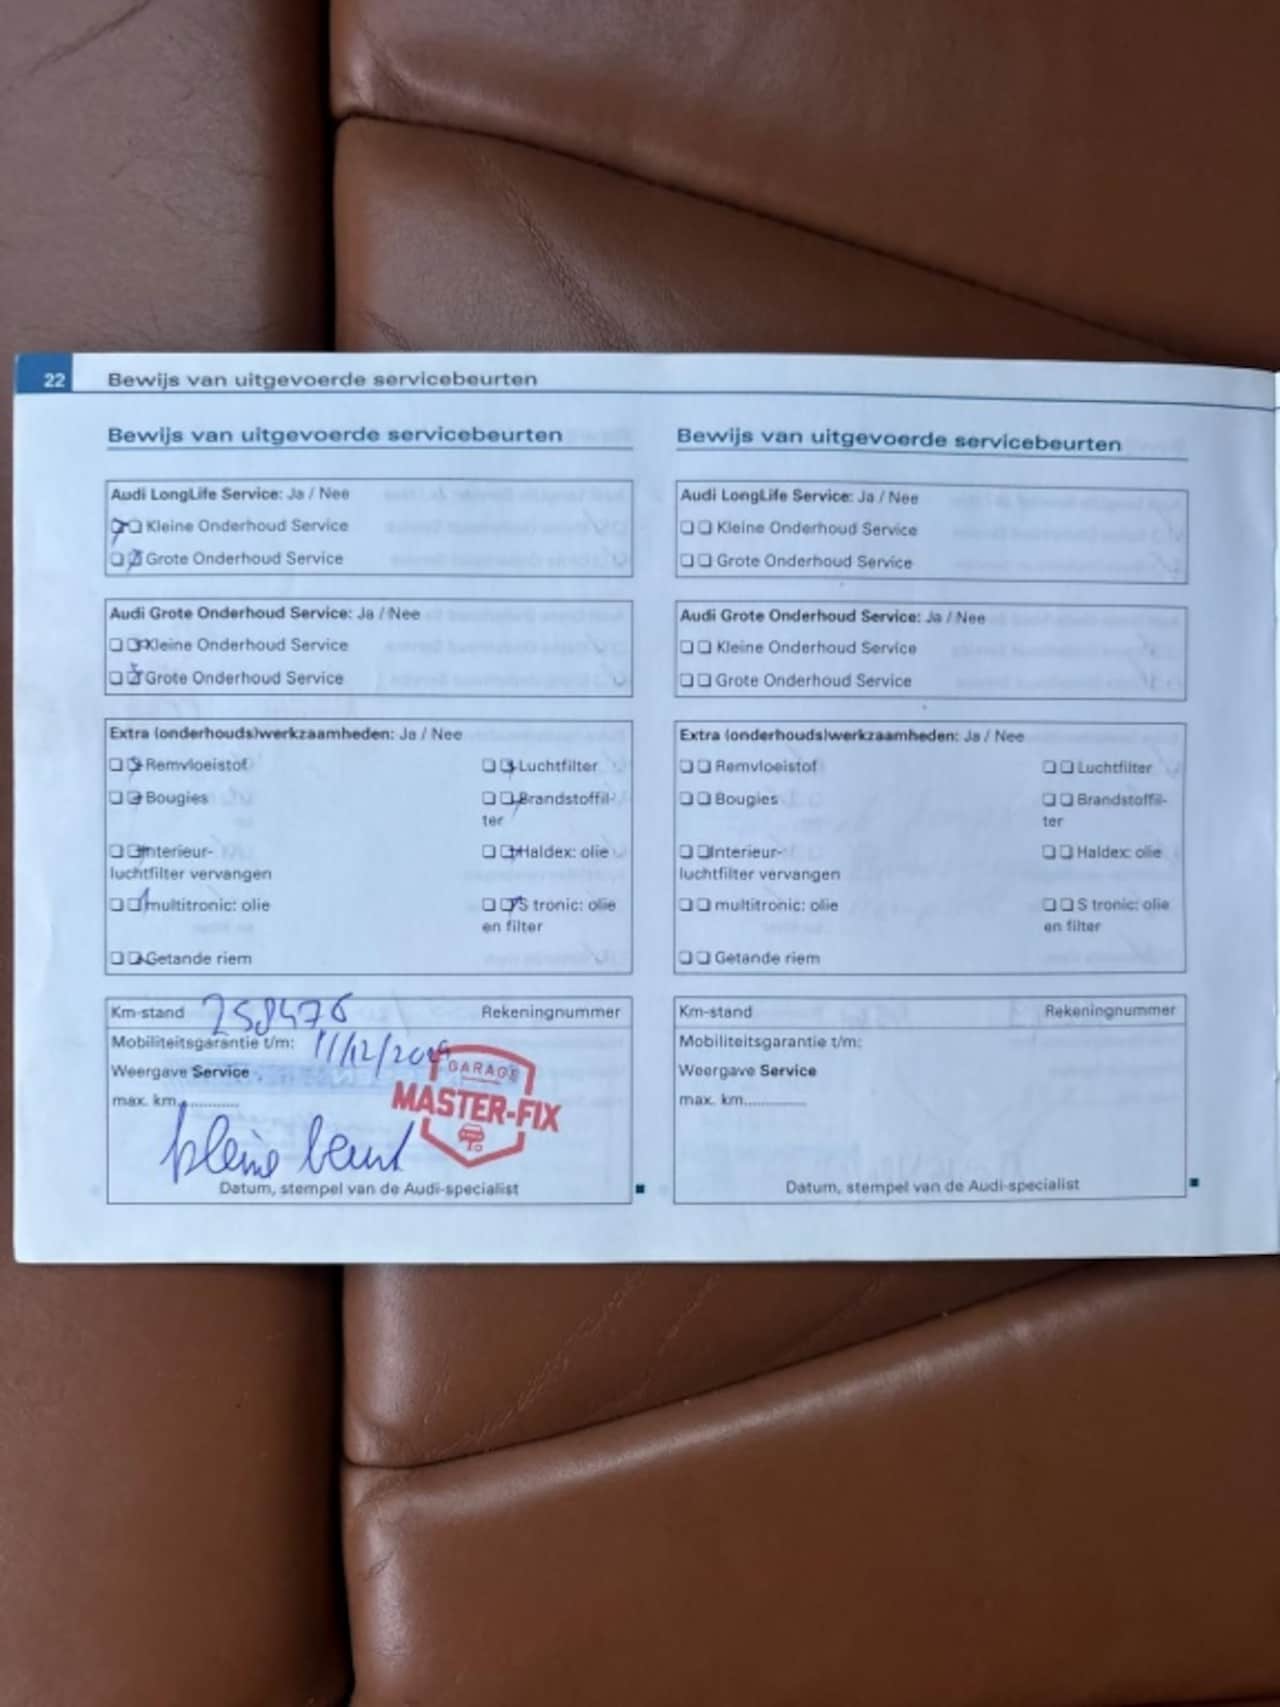 22 Bewijs van uitgevoerde servicebeurten
Bewijs van uitgevoerde servicebeurten
Audi LongLife Service: Ja / Nee
Kleine Onderhoud Service
Grote Onderhoud Service
Audi Grote Onderhoud Service: Ja / Nee
Kleine Onderhoud Service
Grote Onderhoud Service
Extra (onderhouds)werkzaamheden: Ja / Nee
Remvloeistof Luchtfilter
Bougies Brandstoffil-
ter
Interieur- Haldex: olie
luchtfilter vervangen
multitronic: olie S tronic: olie
en filter
Getande riem
Km-stand 258476 Rekeningnummer
Mobiliteitsgarantie t/m: 11/12/2019
Weergave Service
max. km.............
GARAGE
MASTER-FIX
kleine beurt
Datum, stempel van de Audi-specialist
Bewijs van uitgevoerde servicebeurten
Audi LongLife Service: Ja / Nee
Kleine Onderhoud Service
Grote Onderhoud Service
Audi Grote Onderhoud Service: Ja / Nee
Kleine Onderhoud Service
Grote Onderhoud Service
Extra (onderhouds)werkzaamheden: Ja / Nee
Remvloeistof Luchtfilter
Bougies Brandstoffil-
ter
Interieur- Haldex: olie
luchtfilter vervangen
multitronic: olie S tronic: olie
en filter
Getande riem
Km-stand Rekeningnummer
Mobiliteitsgarantie t/m:
Weergave Service
max. km.............
Datum, stempel van de Audi-specialist